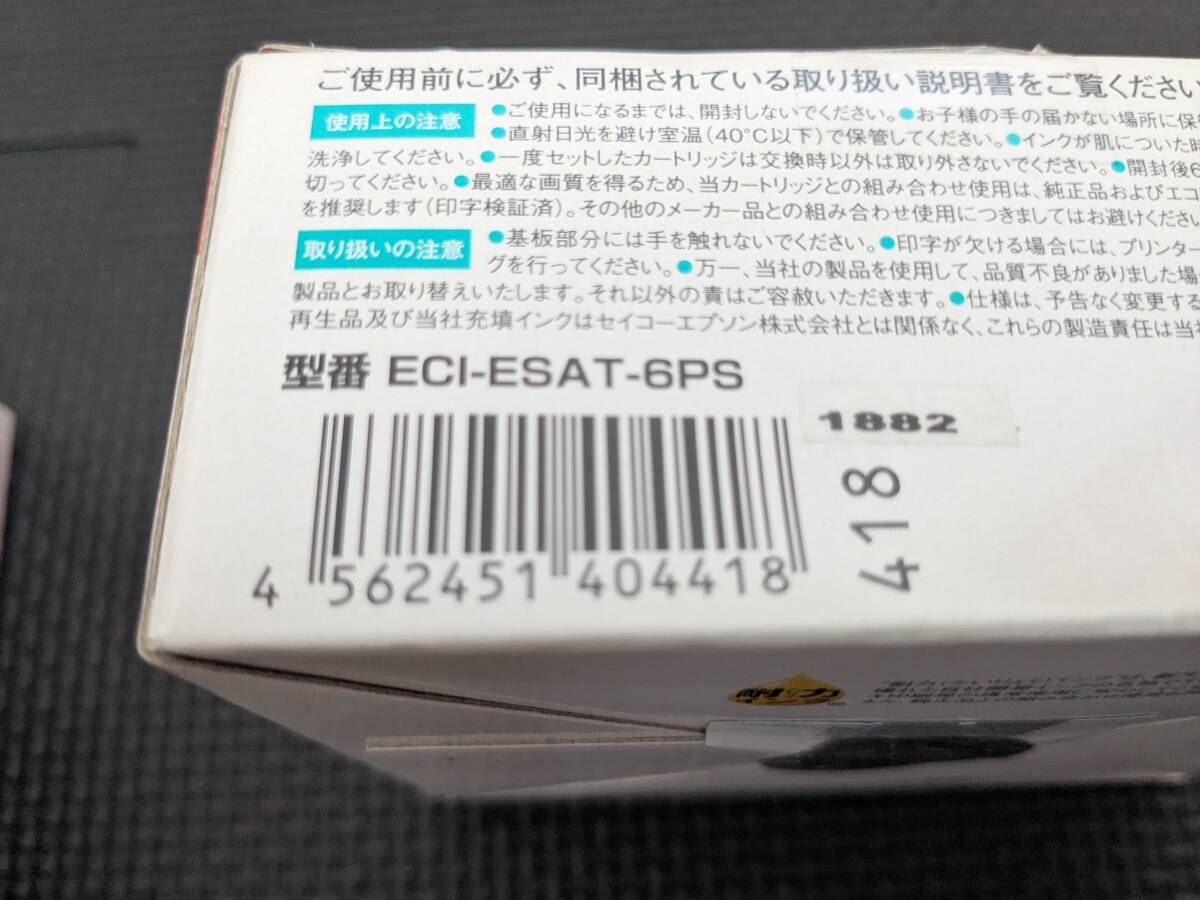 ご使用前に必ず、同梱されている取り扱い説明書をご覧ください
使用上の注意
●ご使用になるまでは、開封しないでください。●お子様の手の届かない場所に保管
●直射日光を避け室温(40°C以下)で保管してください。●インクが肌についた時
洗浄してください。●一度セットしたカートリッジは交換時以外は取り外さないでください。●開封後6
切ってください。●最適な画質を得るため、当カートリッジとの組み合わせ使用は、純正品およびエコ
を推奨します(印字検証済)。その他のメーカー品との組み合わせ使用につきましてはお避けください
取り扱いの注意
●基板部分には手を触れないでください。●印字が欠ける場合には、プリンター
グを行ってください。●万一、当社の製品を使用して、品質不良がありました場合
製品とお取り替えいたします。それ以外の責はご容赦いただきます。●仕様は、予告なく変更する
再生品及び当社充填インクはセイコーエプソン株式会社とは関係なく、これらの製造責任は当社
型番 ECI-ESAT-6PS
1882
418
4 562451 404418
耐力
インク